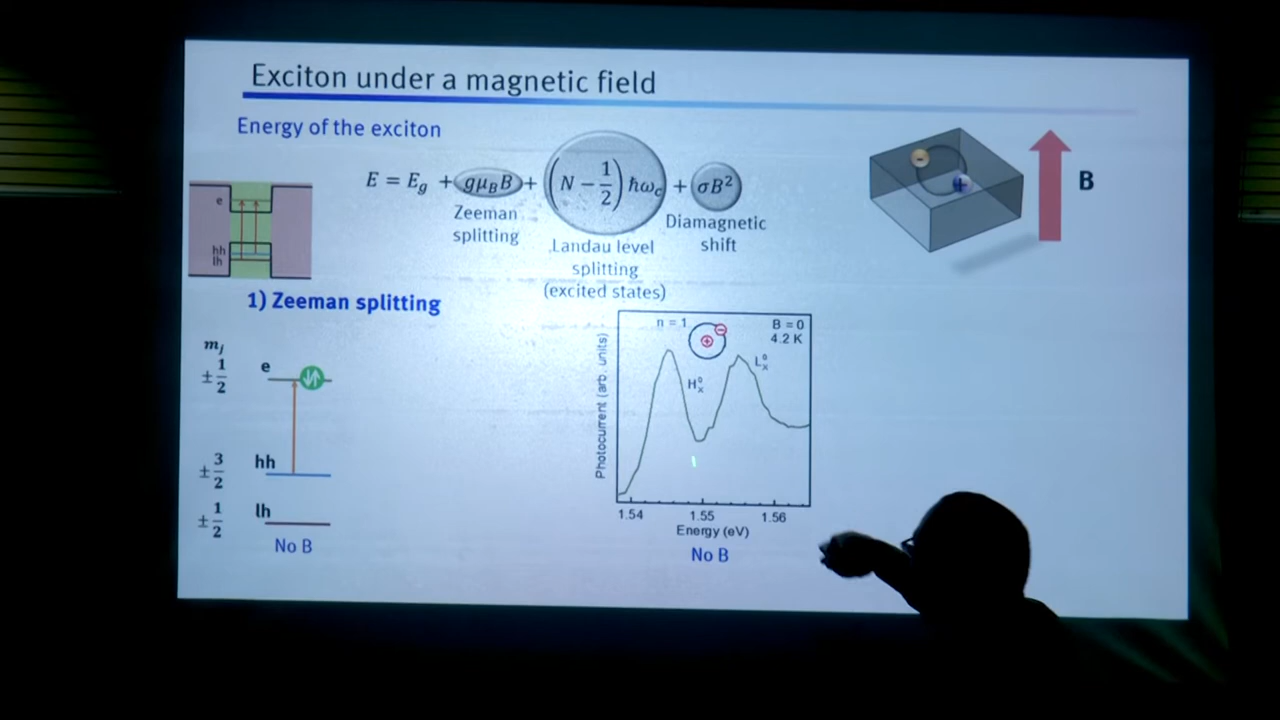 Exciton under a magnetic field
Energy of the exciton
E = E_g + gμ_B B + (N − 1/2) ħω_c + σB²
Zeeman splitting
Landau level splitting (excited states)
Diamagnetic shift
B
e
hh
lh
1) Zeeman splitting
m_j
± 1/2
e
± 3/2
hh
± 1/2
lh
No B
n = 1
B = 0
4.2 K
H_x^0
L_x^0
Photocurrent (arb. units)
1.54 1.55 1.56
Energy (eV)
No B